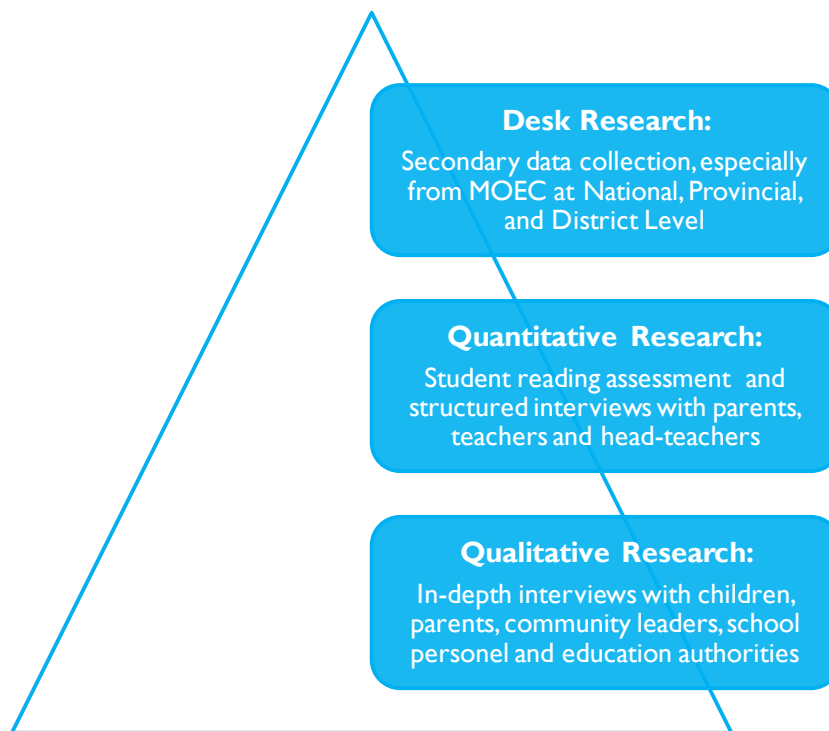 Desk Research:
Secondary data collection, especially
from MOEC at National, Provincial,
and District Level
Quantitative Research:
Student reading assessment and
structured interviews with parents,
teachers and head-teachers
Qualitative Research:
In-depth interviews with children,
parents, community leaders, school
personel and education authorities